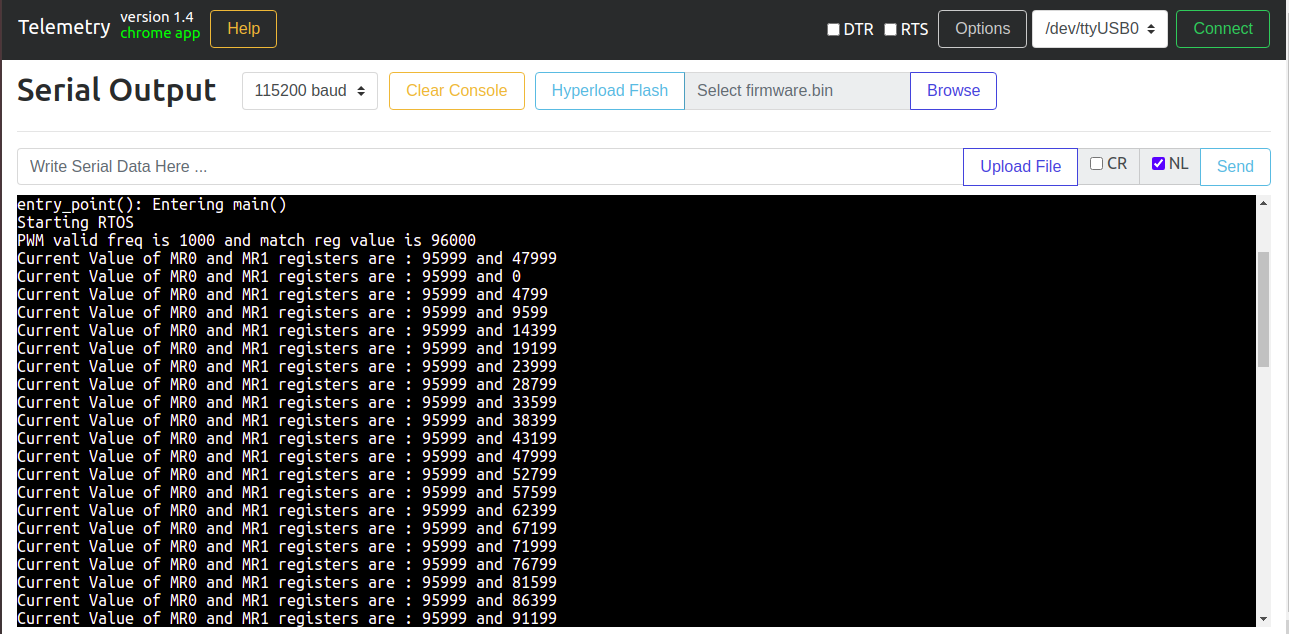 Telemetry version 1.4 chrome app Help DTR RTS Options /dev/ttyUSB0 Connect
Serial Output 115200 baud Clear Console Hyperload Flash Select firmware.bin Browse
Write Serial Data Here ... Upload File CR NL Send
entry_point(): Entering main()
Starting RTOS
PWM valid freq is 1000 and match reg value is 96000
Current Value of MR0 and MR1 registers are : 95999 and 47999
Current Value of MR0 and MR1 registers are : 95999 and 0
Current Value of MR0 and MR1 registers are : 95999 and 4799
Current Value of MR0 and MR1 registers are : 95999 and 9599
Current Value of MR0 and MR1 registers are : 95999 and 14399
Current Value of MR0 and MR1 registers are : 95999 and 19199
Current Value of MR0 and MR1 registers are : 95999 and 23999
Current Value of MR0 and MR1 registers are : 95999 and 28799
Current Value of MR0 and MR1 registers are : 95999 and 33599
Current Value of MR0 and MR1 registers are : 95999 and 38399
Current Value of MR0 and MR1 registers are : 95999 and 43199
Current Value of MR0 and MR1 registers are : 95999 and 47999
Current Value of MR0 and MR1 registers are : 95999 and 52799
Current Value of MR0 and MR1 registers are : 95999 and 57599
Current Value of MR0 and MR1 registers are : 95999 and 62399
Current Value of MR0 and MR1 registers are : 95999 and 67199
Current Value of MR0 and MR1 registers are : 95999 and 71999
Current Value of MR0 and MR1 registers are : 95999 and 76799
Current Value of MR0 and MR1 registers are : 95999 and 81599
Current Value of MR0 and MR1 registers are : 95999 and 86399
Current Value of MR0 and MR1 registers are : 95999 and 91199